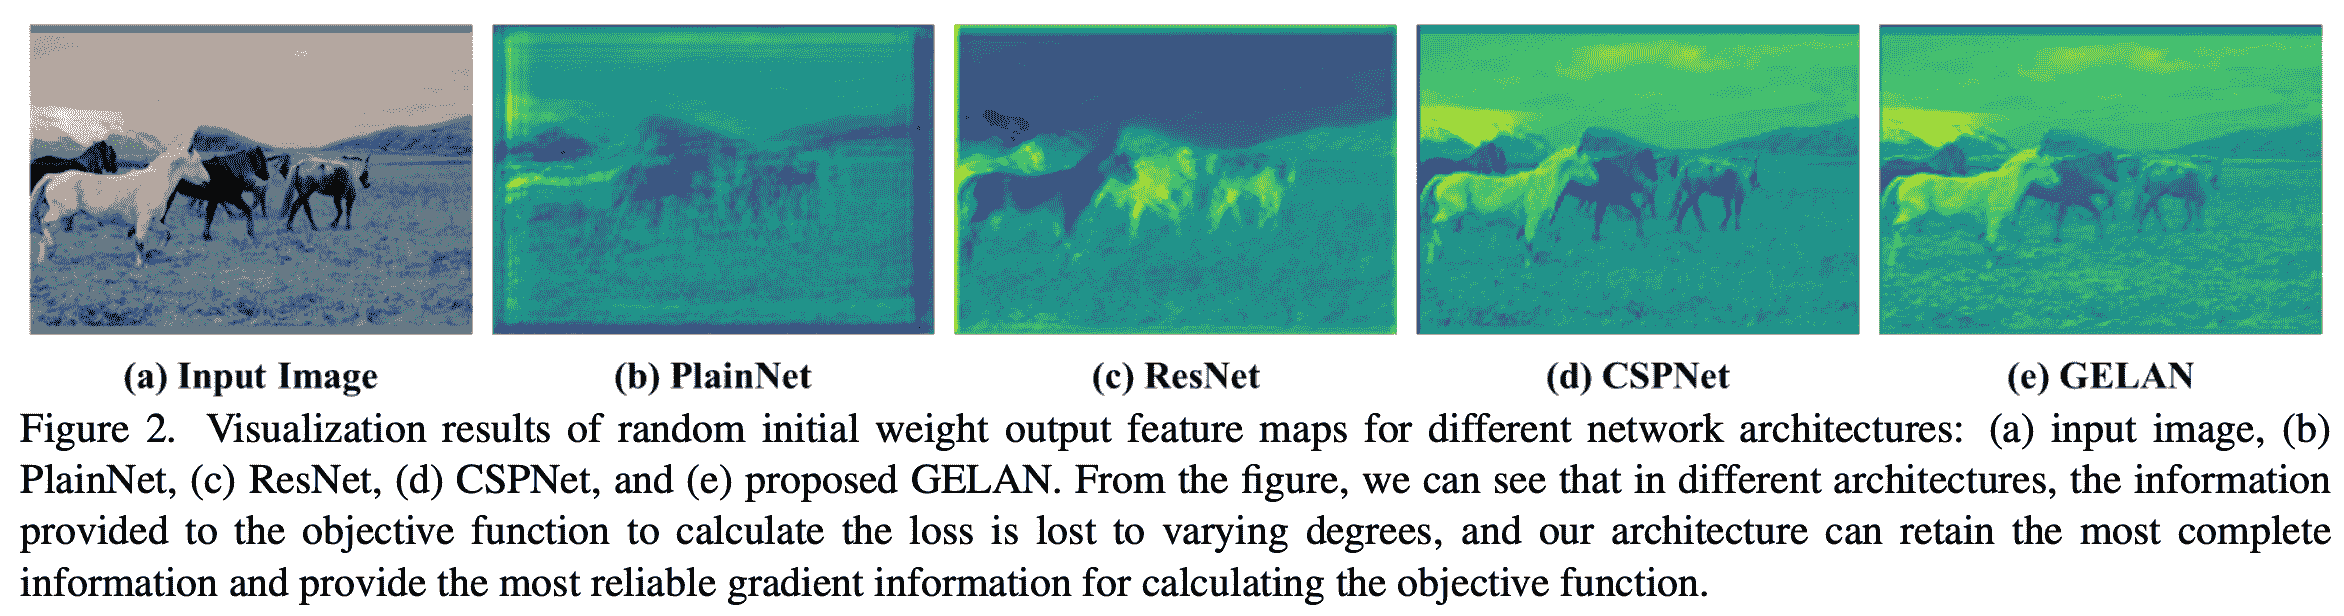 (a) Input Image (b) PlainNet (c) ResNet (d) CSPNet (e) GELAN
Figure 2. Visualization results of random initial weight output feature maps for different network architectures: (a) input image, (b)
PlainNet, (c) ResNet, (d) CSPNet, and (e) proposed GELAN. From the figure, we can see that in different architectures, the information
provided to the objective function to calculate the loss is lost to varying degrees, and our architecture can retain the most complete
information and provide the most reliable gradient information for calculating the objective function.